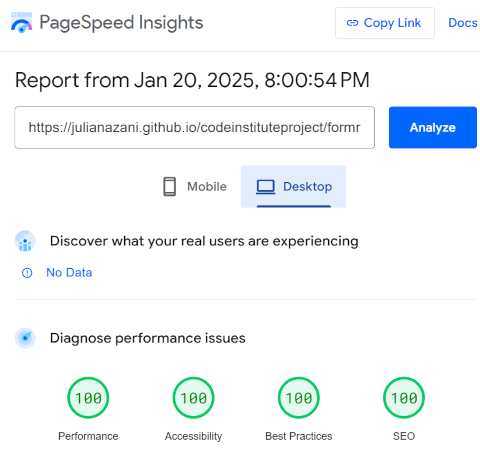 PageSpeed Insights
Copy Link
Docs
Report from Jan 20, 2025, 8:00:54 PM
https://julianazani.github.io/codeinstituteproject/formr
Analyze
Mobile
Desktop
Discover what your real users are experiencing
No Data
Diagnose performance issues
100 100 100 100
Performance Accessibility Best Practices SEO